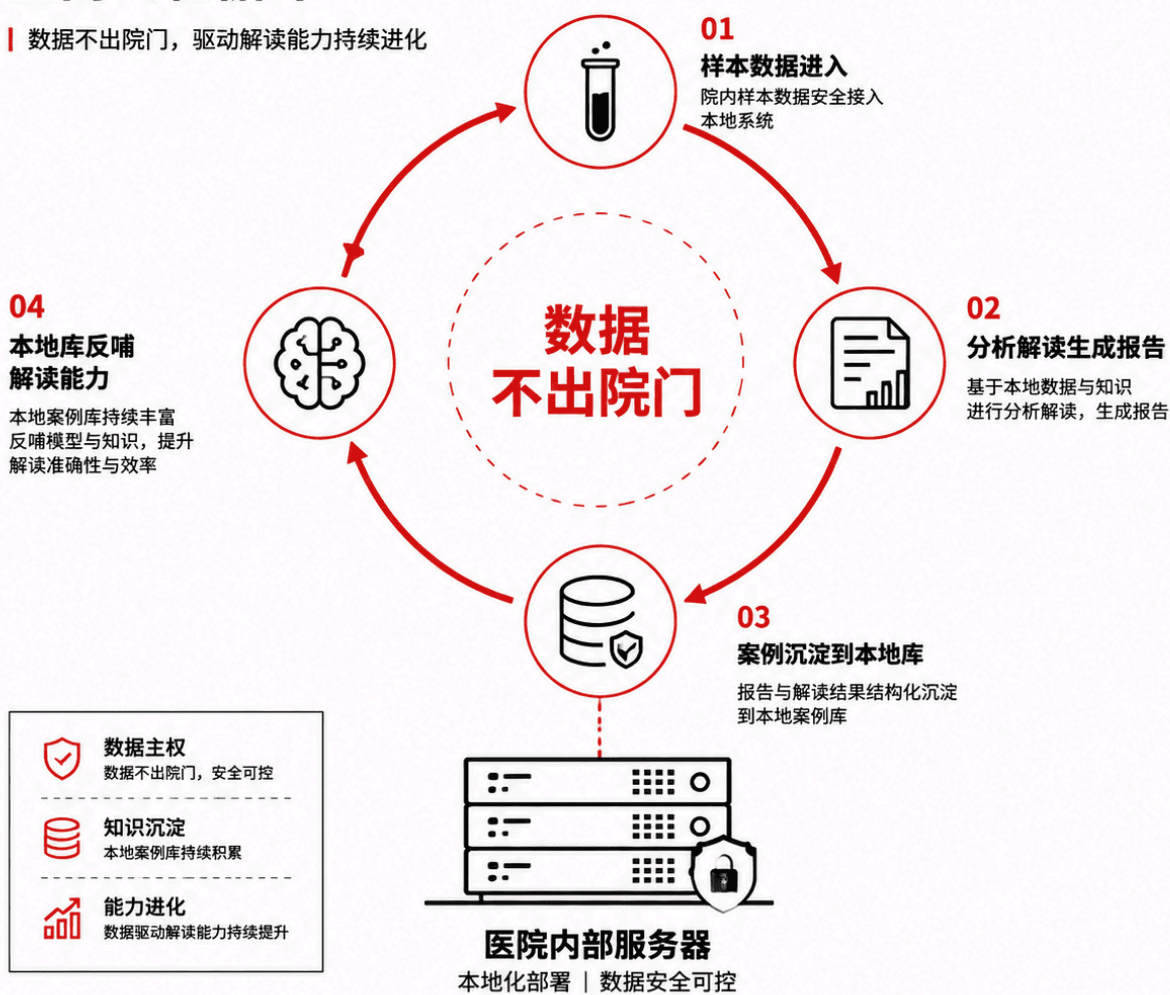 数据不出院门，驱动解读能力持续进化
01
样本数据进入
院内样本数据安全接入
本地系统
02
分析解读生成报告
基于本地数据与知识
进行分析解读，生成报告
03
案例沉淀到本地库
报告与解读结果结构化沉淀
到本地案例库
04
本地库反哺
解读能力
本地案例库持续丰富
反哺模型与知识，提升
解读准确性与效率
数据
不出院门
数据主权
数据不出院门，安全可控
知识沉淀
本地案例库持续积累
能力进化
数据驱动解读能力持续提升
医院内部服务器
本地化部署｜数据安全可控